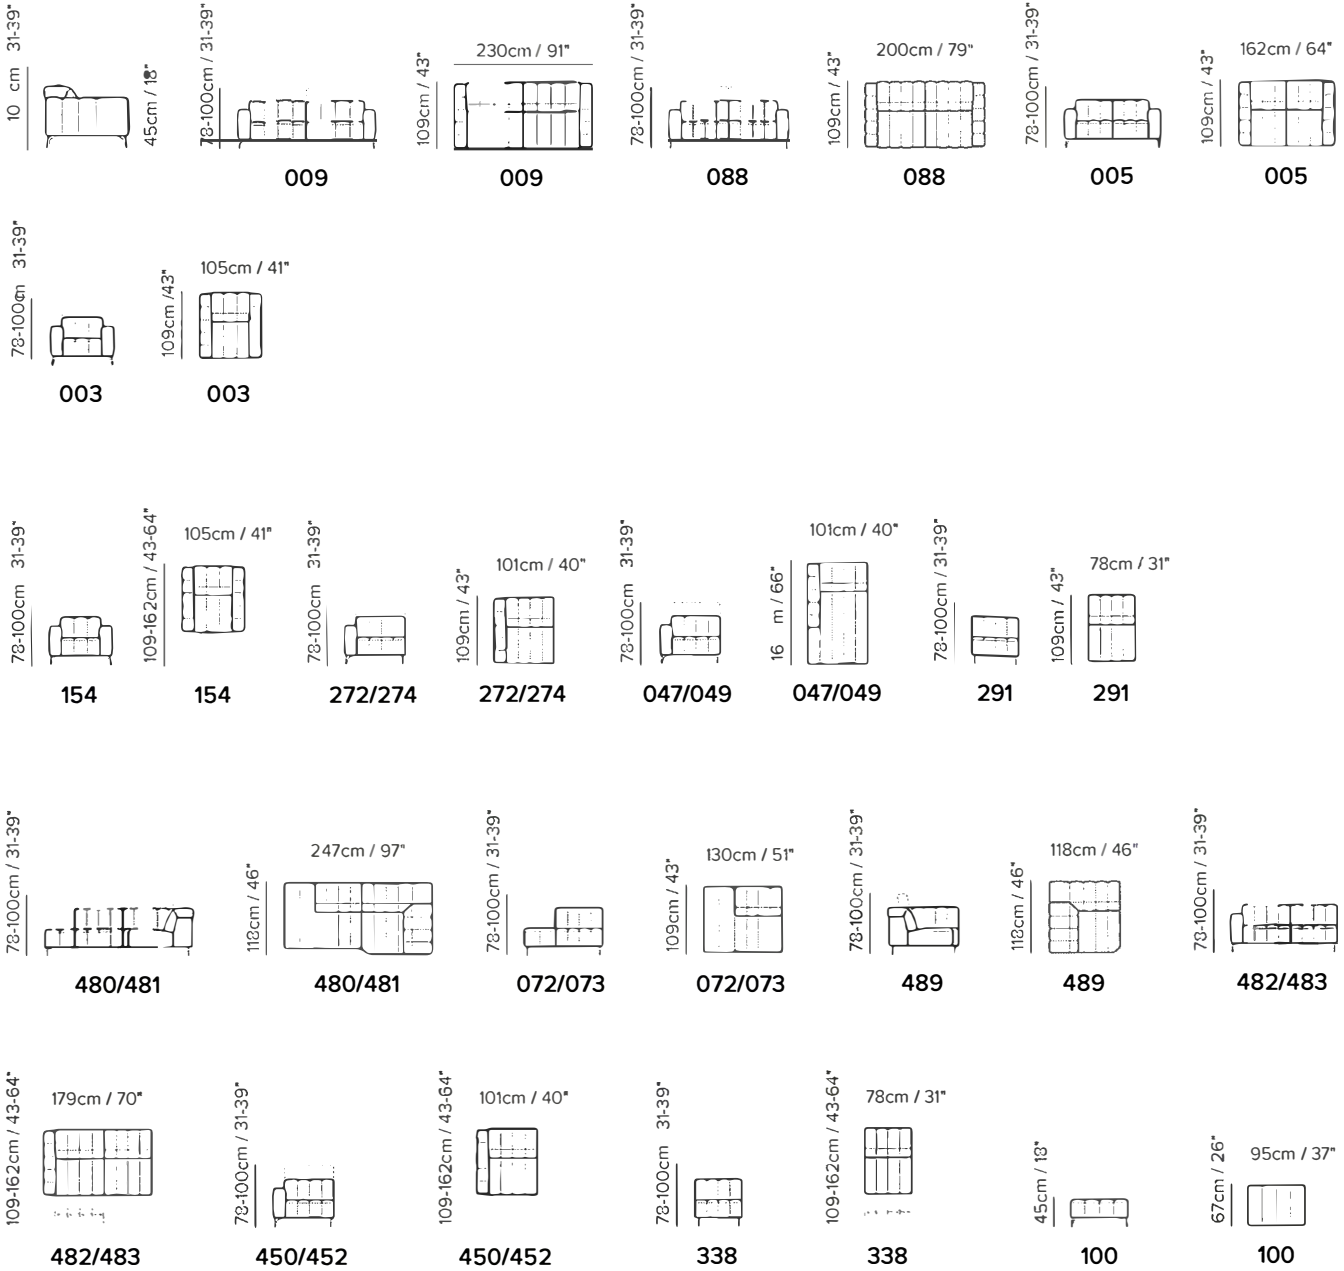 10 cm 31-39"
45cm / 18"
78-100cm / 31-39"
009
109cm / 43"
230cm / 91"
009
78-100cm / 31-39"
088
109cm / 43"
200cm / 79"
088
78-100cm / 31-39"
005
109cm / 43"
162cm / 64"
005
78-100cm 31-39"
003
109cm /43"
105cm / 41"
003
78-100cm 31-39"
154
109-162cm / 43-64"
105cm / 41"
154
78-100cm 31-39"
272/274
109cm / 43"
101cm / 40"
272/274
78-100cm 31-39"
047/049
16 m / 66"
101cm / 40"
047/049
78-100cm / 31-39"
291
109cm / 43"
78cm / 31"
291
78-100cm / 31-39"
480/481
118cm / 46"
247cm / 97"
480/481
78-100cm / 31-39"
072/073
109cm / 43"
130cm / 51"
072/073
78-100cm / 31-39"
489
118cm / 46"
118cm / 46"
489
78-100cm / 31-39"
482/483
109-162cm / 43-64"
179cm / 70"
482/483
78-100cm / 31-39"
450/452
109-162cm / 43-64"
101cm / 40"
450/452
78-100cm 31-39"
338
109-162cm / 43-64"
78cm / 31"
338
45cm / 18"
100
67cm / 26"
95cm / 37"
100